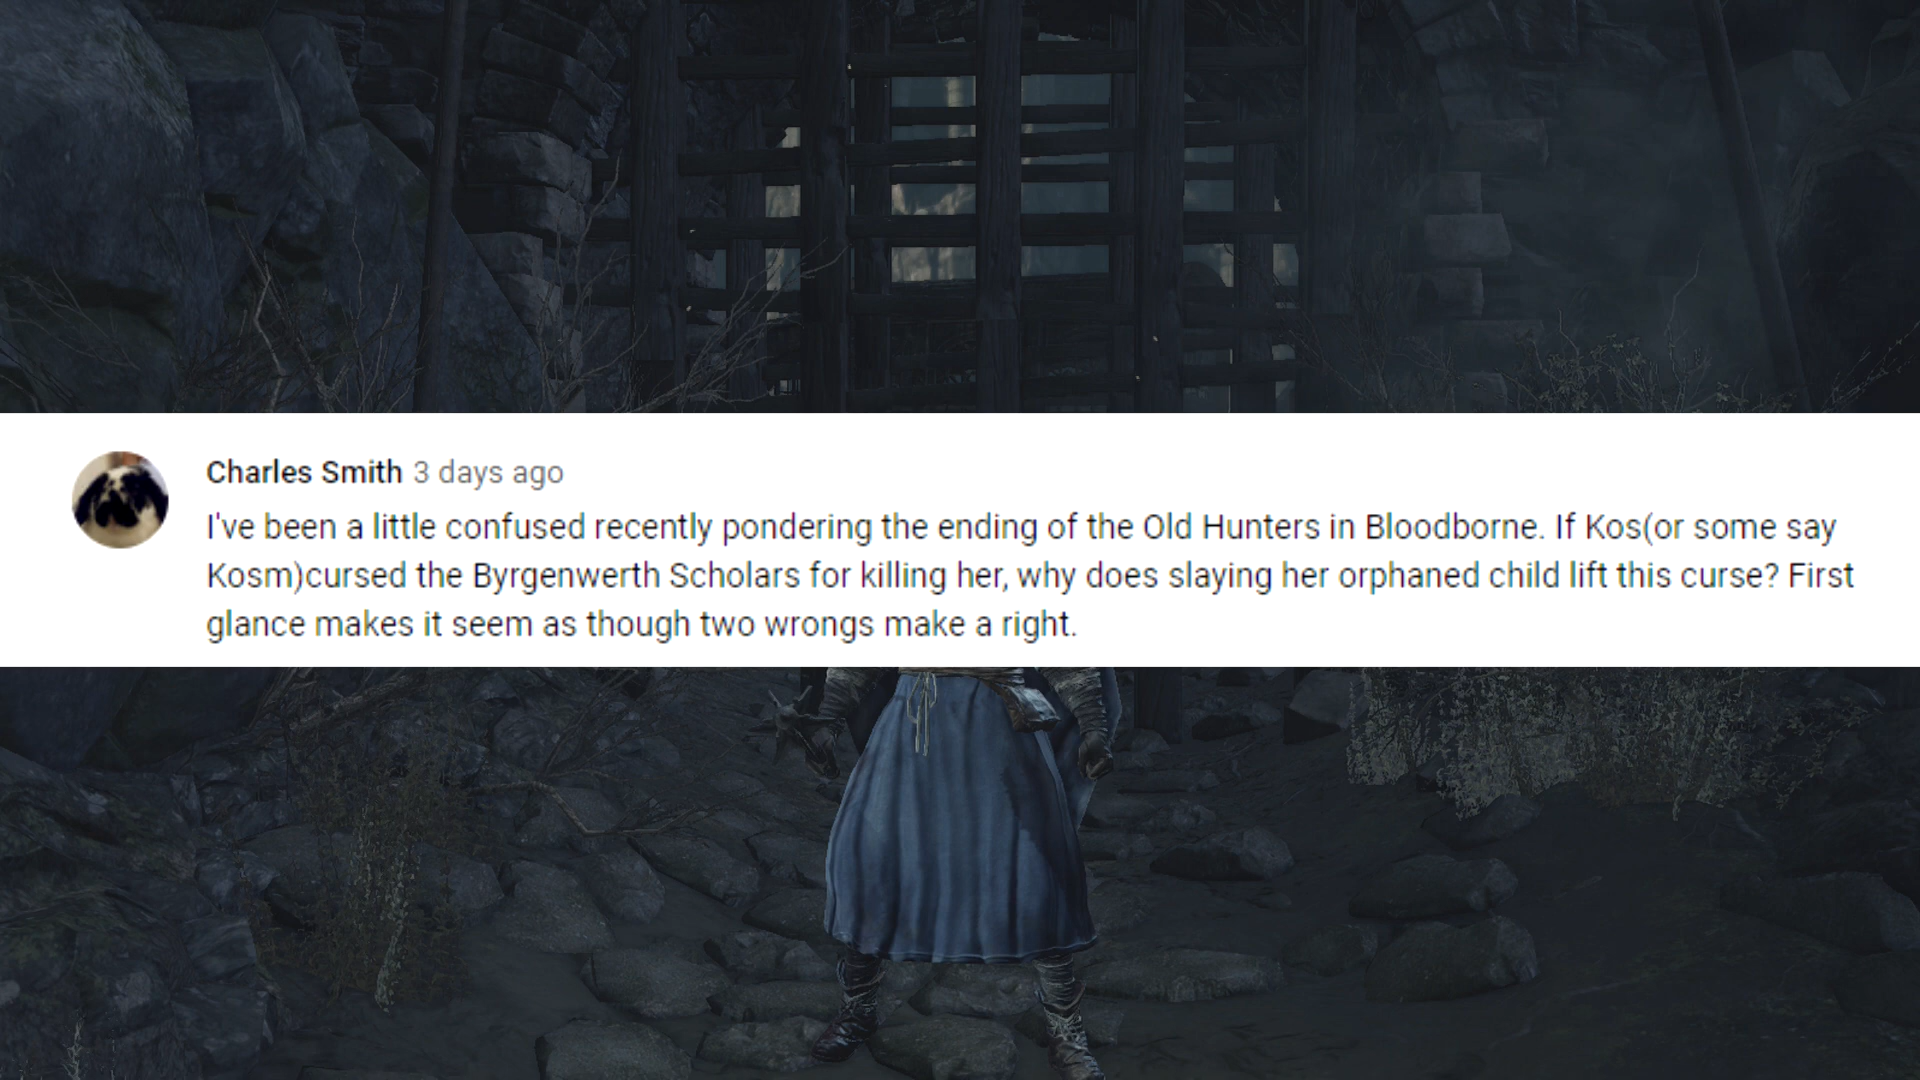 Charles Smith 3 days ago
I've been a little confused recently pondering the ending of the Old Hunters in Bloodborne. If Kos(or some say
Kosm)cursed the Byrgenwerth Scholars for killing her, why does slaying her orphaned child lift this curse? First
glance makes it seem as though two wrongs make a right.